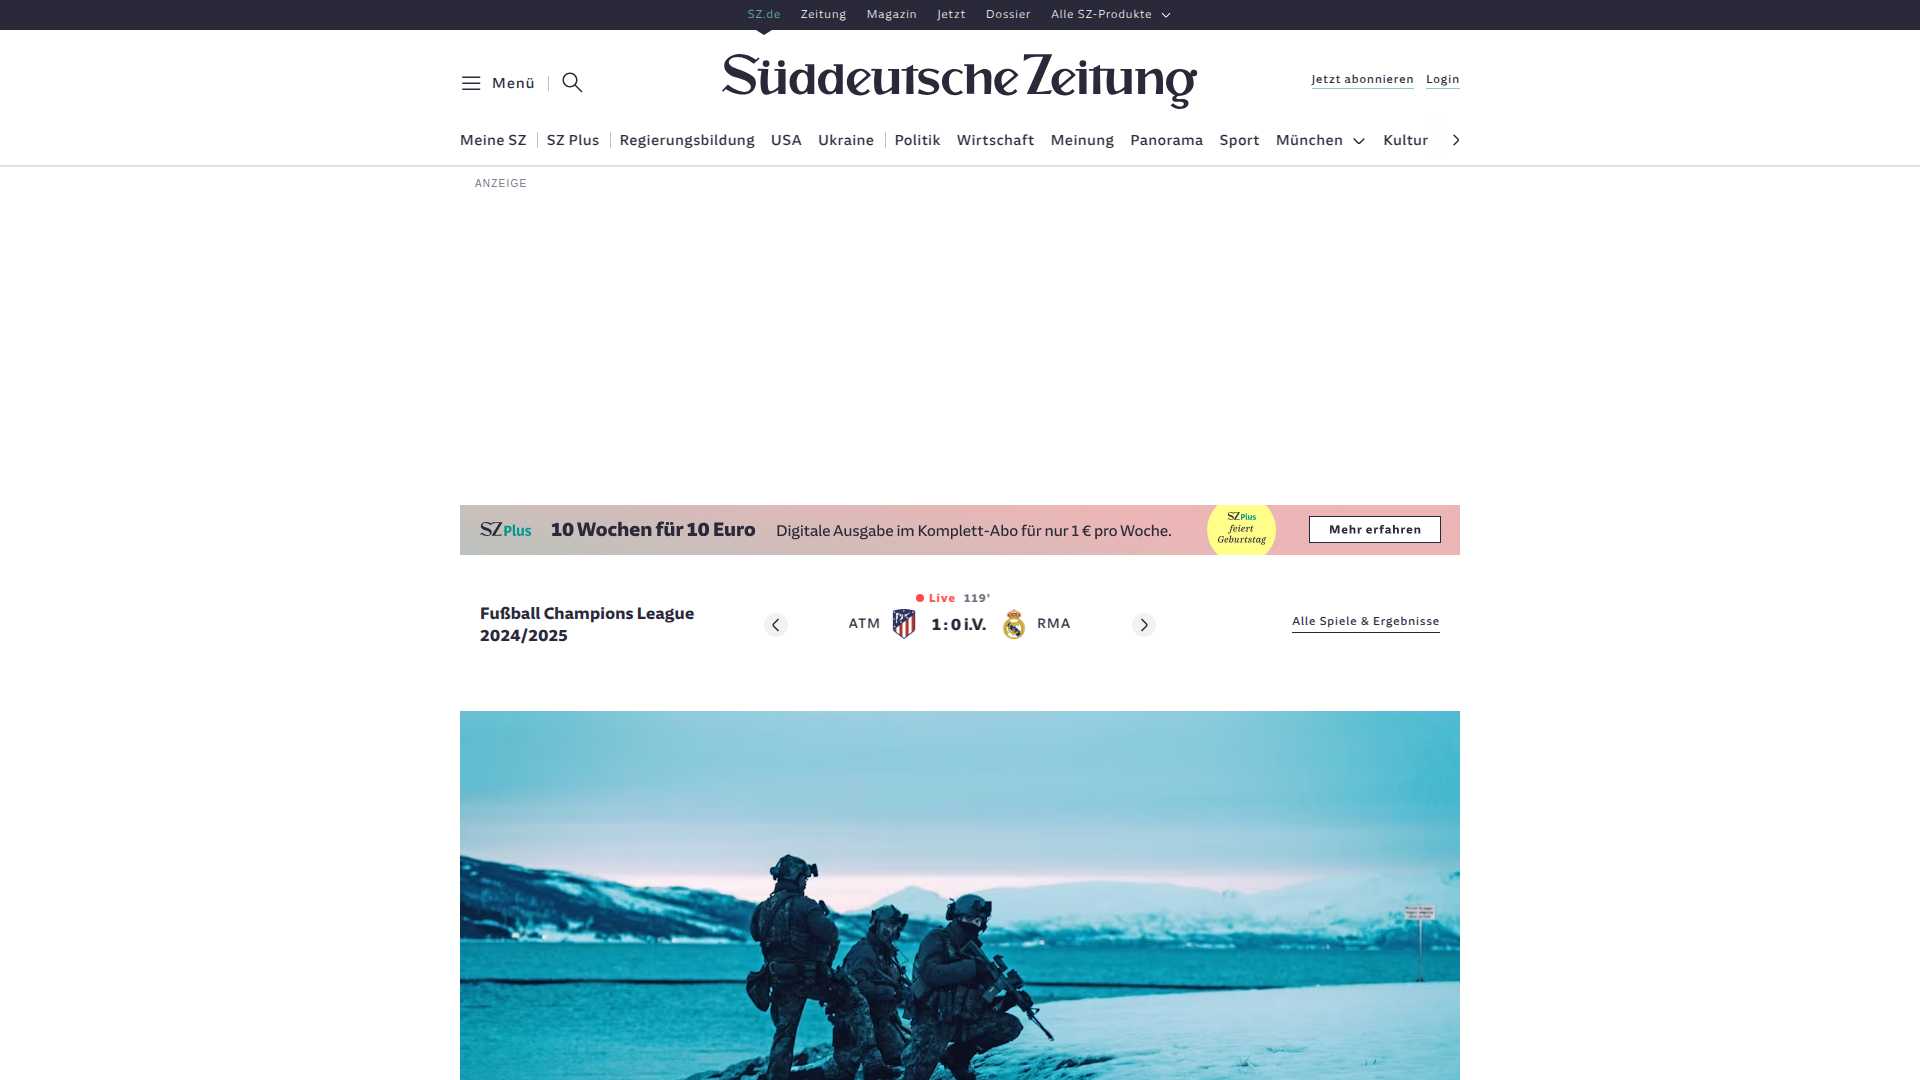 SZ.de Zeitung Magazin Jetzt Dossier Alle SZ-Produkte
Menü
Süddeutsche Zeitung
Jetzt abonnieren Login
Meine SZ SZ Plus Regierungsbildung USA Ukraine Politik Wirtschaft Meinung Panorama Sport München Kultur
ANZEIGE
SZ Plus 10 Wochen für 10 Euro Digitale Ausgabe im Komplett-Abo für nur 1 € pro Woche.
SZ Plus
feiert
Geburtstag
Mehr erfahren
Fußball Champions League
2024/2025
Live 119'
ATM 1 : 0 i.V. RMA
Alle Spiele & Ergebnisse